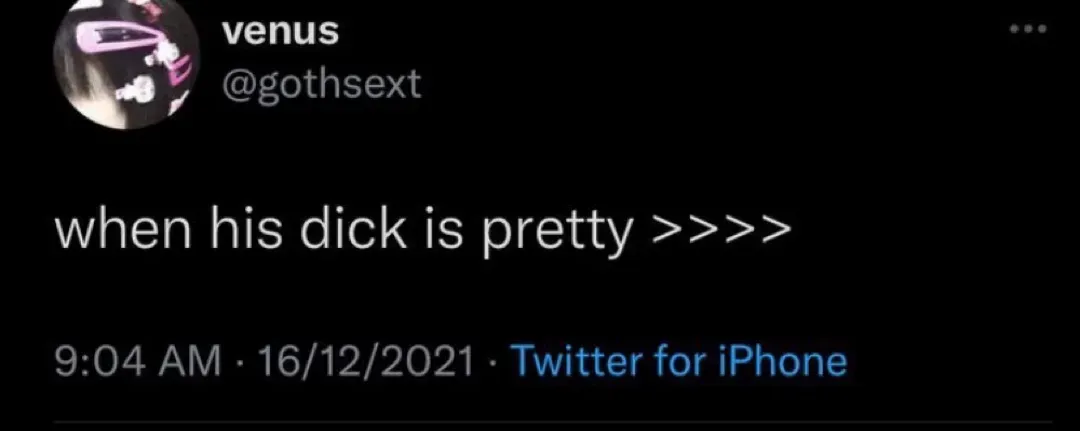 venus
@gothsext
when his dick is pretty >>>>
9:04 AM · 16/12/2021 · Twitter for iPhone